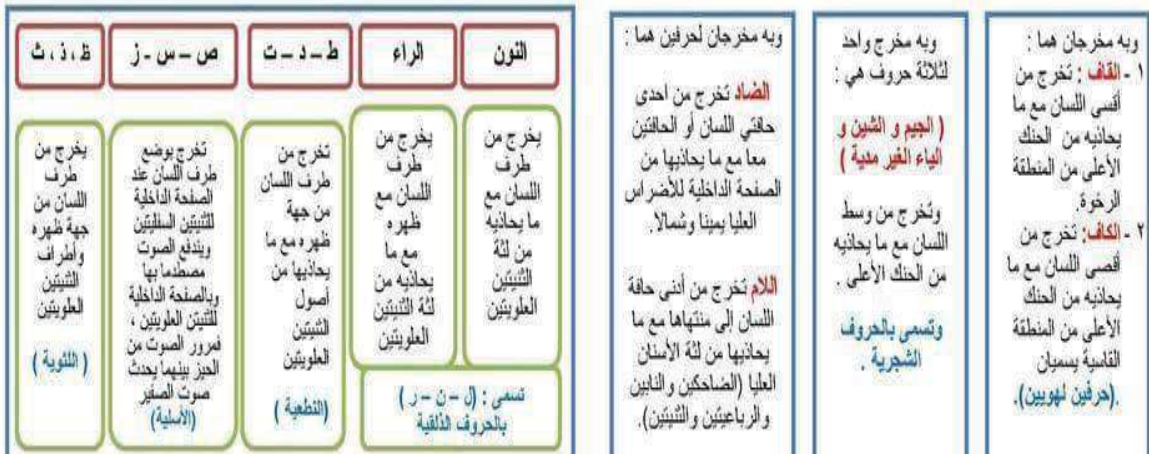 وبه مخرجان هما :
١ - القاف : تخرج من
أقسى اللسان مع ما
يحاذيه من الحنك
الأعلى من المنطقة
الرخوة.
٢ - الكاف: تخرج من
أقصى اللسان مع ما
يحاذيه من الحنك
الأعلى من المنطقة
القاسية يسميان
.(حرفين لهويين).
وبه مخرج واحد
لثلاثة حروف هي :
( الجيم و الشين و
الياء الغير مدية )
وتخرج من وسط
اللسان مع ما يحاذيه
من الحنك الأعلى .
وتسمى بالحروف
الشجرية .
وبه مخرجان لحرفين هما :
الضاد تخرج من أحدى
حافتي اللسان أو الحافتين
معا مع ما يحاذيها من
الصفحة الداخلية للأضراس
العليا يمينا وشمالا .
اللام تخرج من أدنى حافة
اللسان إلى منتهاها مع ما
يحاذيها من لثة الأسنان
العليا (الضاحكين والنابين
والرباعيتين والثنيتين).
النون
يخرج من
طرف
اللسان مع
ما يحاذيه
من لثة
الثنيتين
العلويتين
الراء
يخرج من
طرف
اللسان مع
ظهره
مع ما
يحاذيه من
لثة الثنيتين
العلويتين
تسمى : (ل – ن – ر )
بالحروف الذلقية
ط – د – ت
تخرج من
طرف اللسان
من جهة
ظهره مع ما
يحاذيها من
أصول
الثنيتين
العلويتين
(النطعية )
ص – س - ز
تخرج بوضع
طرف اللسان عند
الصفحة الداخلية
للثنيتين السفليتين
ويندفع الصوت
مصطدما بها
وبالصفحة الداخلية
للثنيتن العلويتين ،
فمرور الصوت من
الحيز بينهما يحدث
صوت الصفير
(الأسلية)
ظ ، ذ ، ث
يخرج من
طرف
اللسان من
جهة ظهره
وأطراف
الثنيتين
العلويتين
( اللثوية )